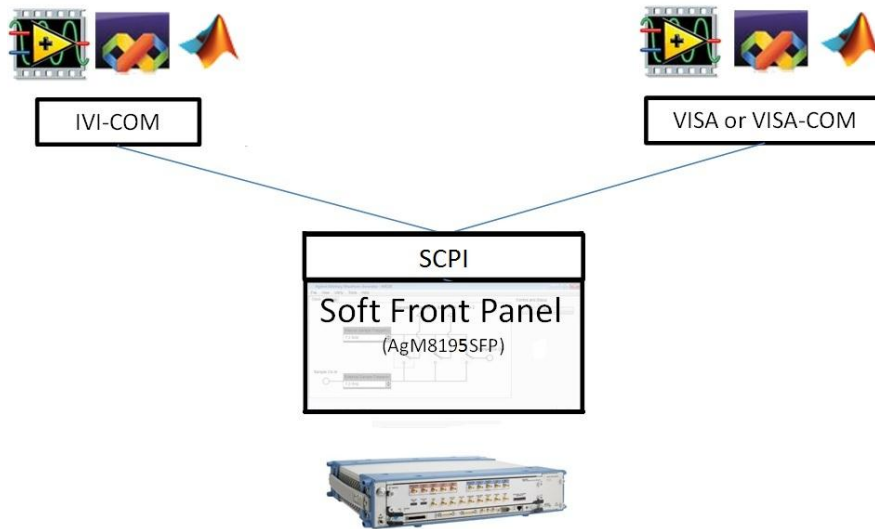 IVI-COM
VISA or VISA-COM
SCPI
Soft Front Panel
(AgM8195SFP)